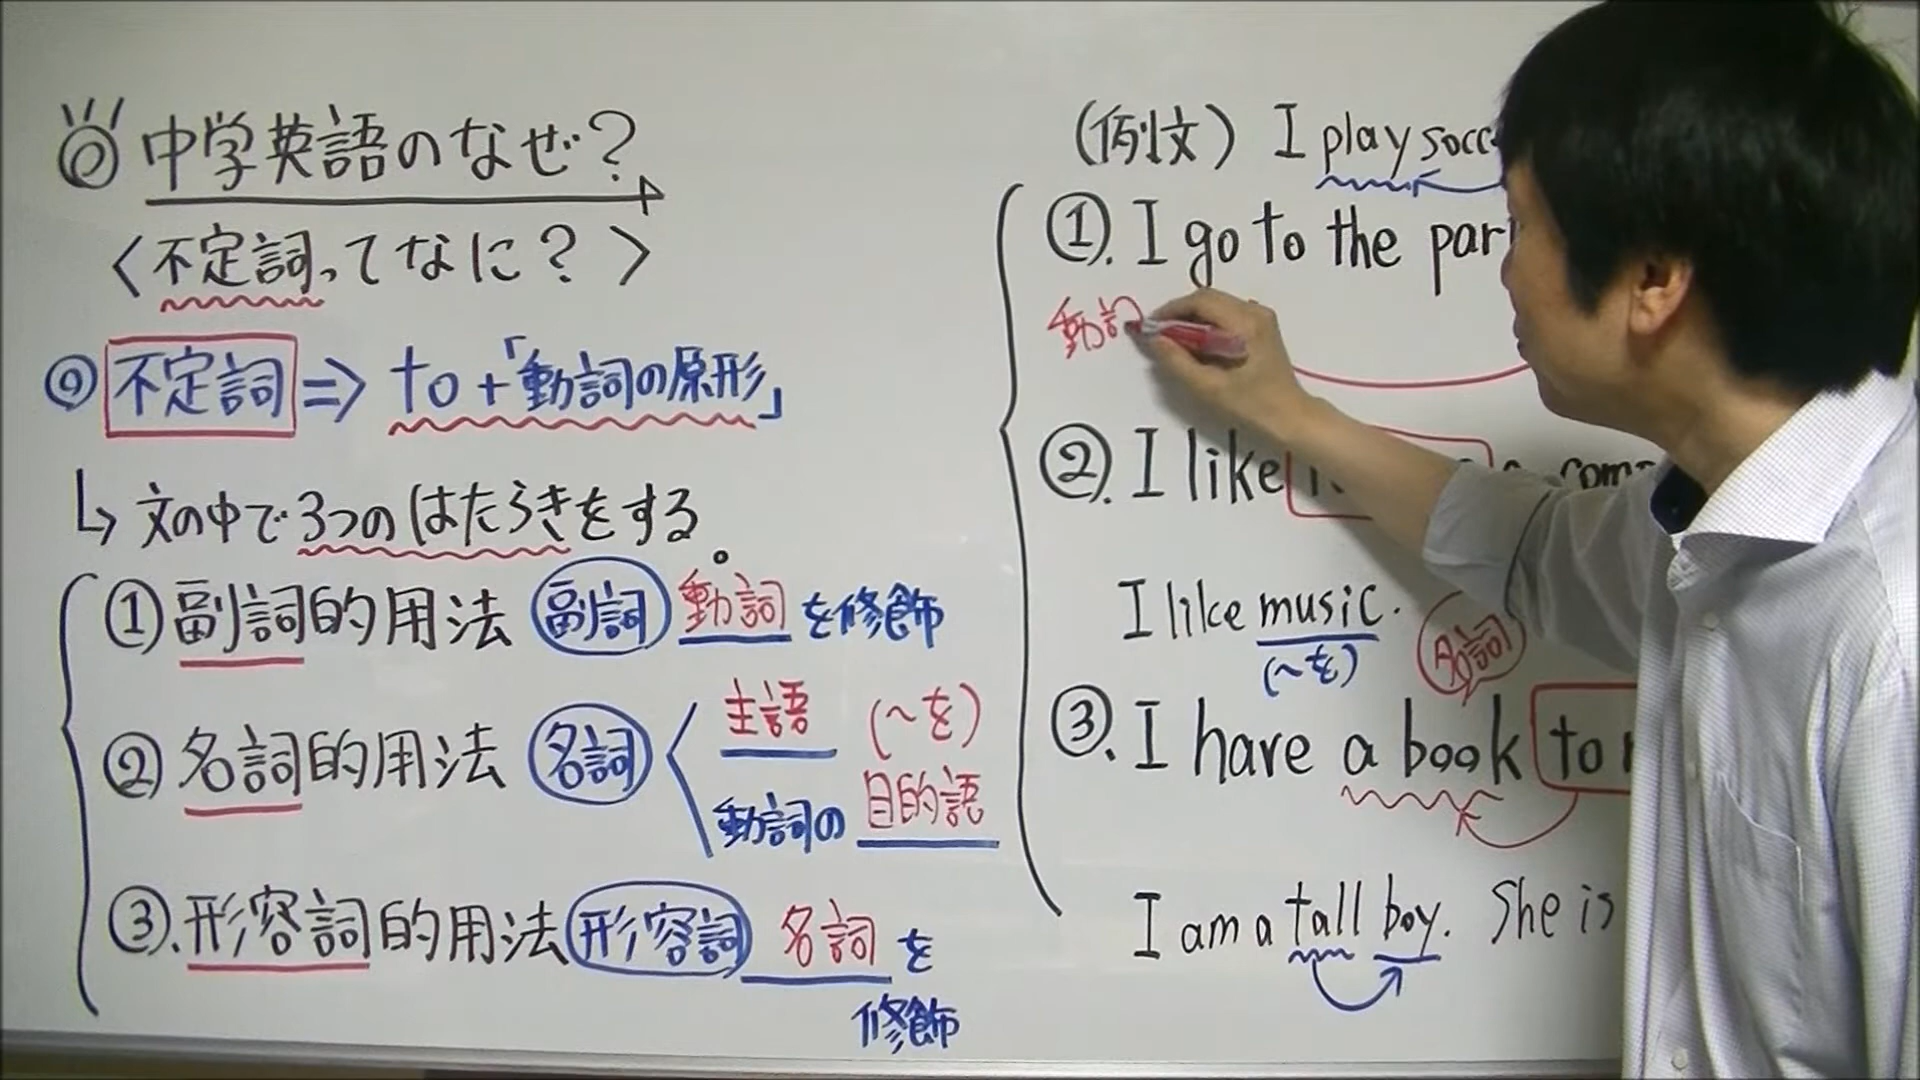 ◎中学英語のなぜ?
〈不定詞ってなに?〉
◎不定詞⇒to+「動詞の原形」
↳文の中で3つのはたらきをする。
①副詞的用法 副詞 動詞を修飾
②名詞的用法 名詞 主語 (〜を)
動詞の目的語
③.形容詞的用法 形容詞 名詞を
修飾
(例文) I play
①. I go to the
動詞
②. I like
I like music.
(〜を)
名詞
③. I have a book to
I am a tall boy. She is